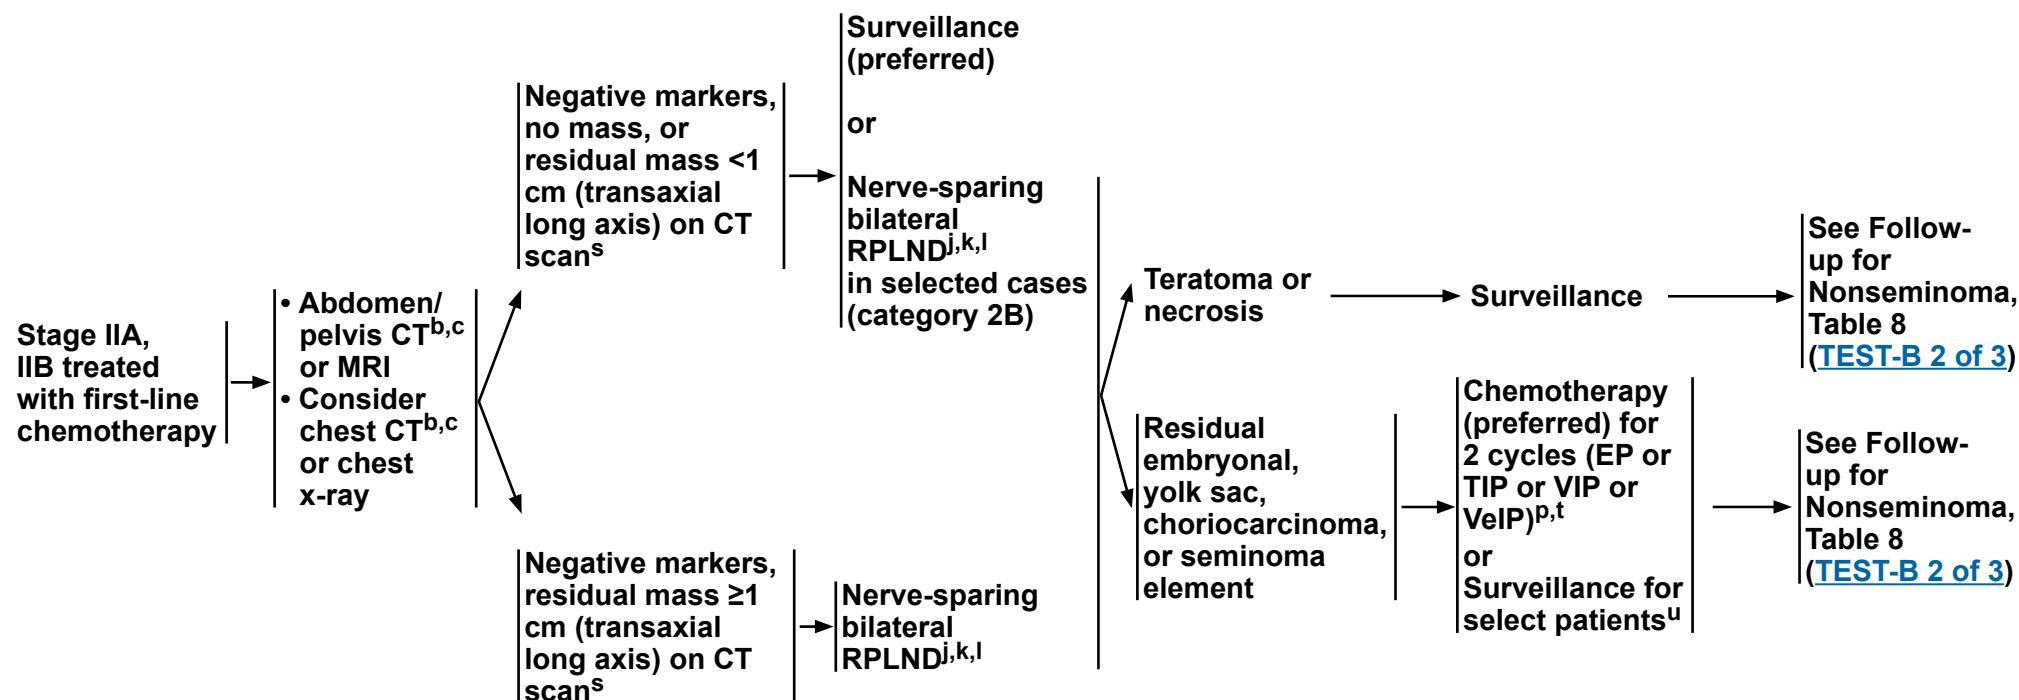 Stage IIA,
IIB treated
with first-line
chemotherapy
• Abdomen/
pelvis CTb,c
or MRI
• Consider
chest CTb,c
or chest
x-ray
Negative markers,
no mass, or
residual mass <1
cm (transaxial
long axis) on CT
scans
Surveillance
(preferred)
or
Nerve-sparing
bilateral
RPLNDj,k,l
in selected cases
(category 2B)
Negative markers,
residual mass ≥1
cm (transaxial
long axis) on CT
scans
Nerve-sparing
bilateral
RPLNDj,k,l
Teratoma or
necrosis
Surveillance
See Follow-
up for
Nonseminoma,
Table 8
(TEST-B 2 of 3)
Residual
embryonal,
yolk sac,
choriocarcinoma,
or seminoma
element
Chemotherapy
(preferred) for
2 cycles (EP or
TIP or VIP or
VeIP)p,t
or
Surveillance for
select patientsu
See Follow-
up for
Nonseminoma,
Table 8
(TEST-B 2 of 3)